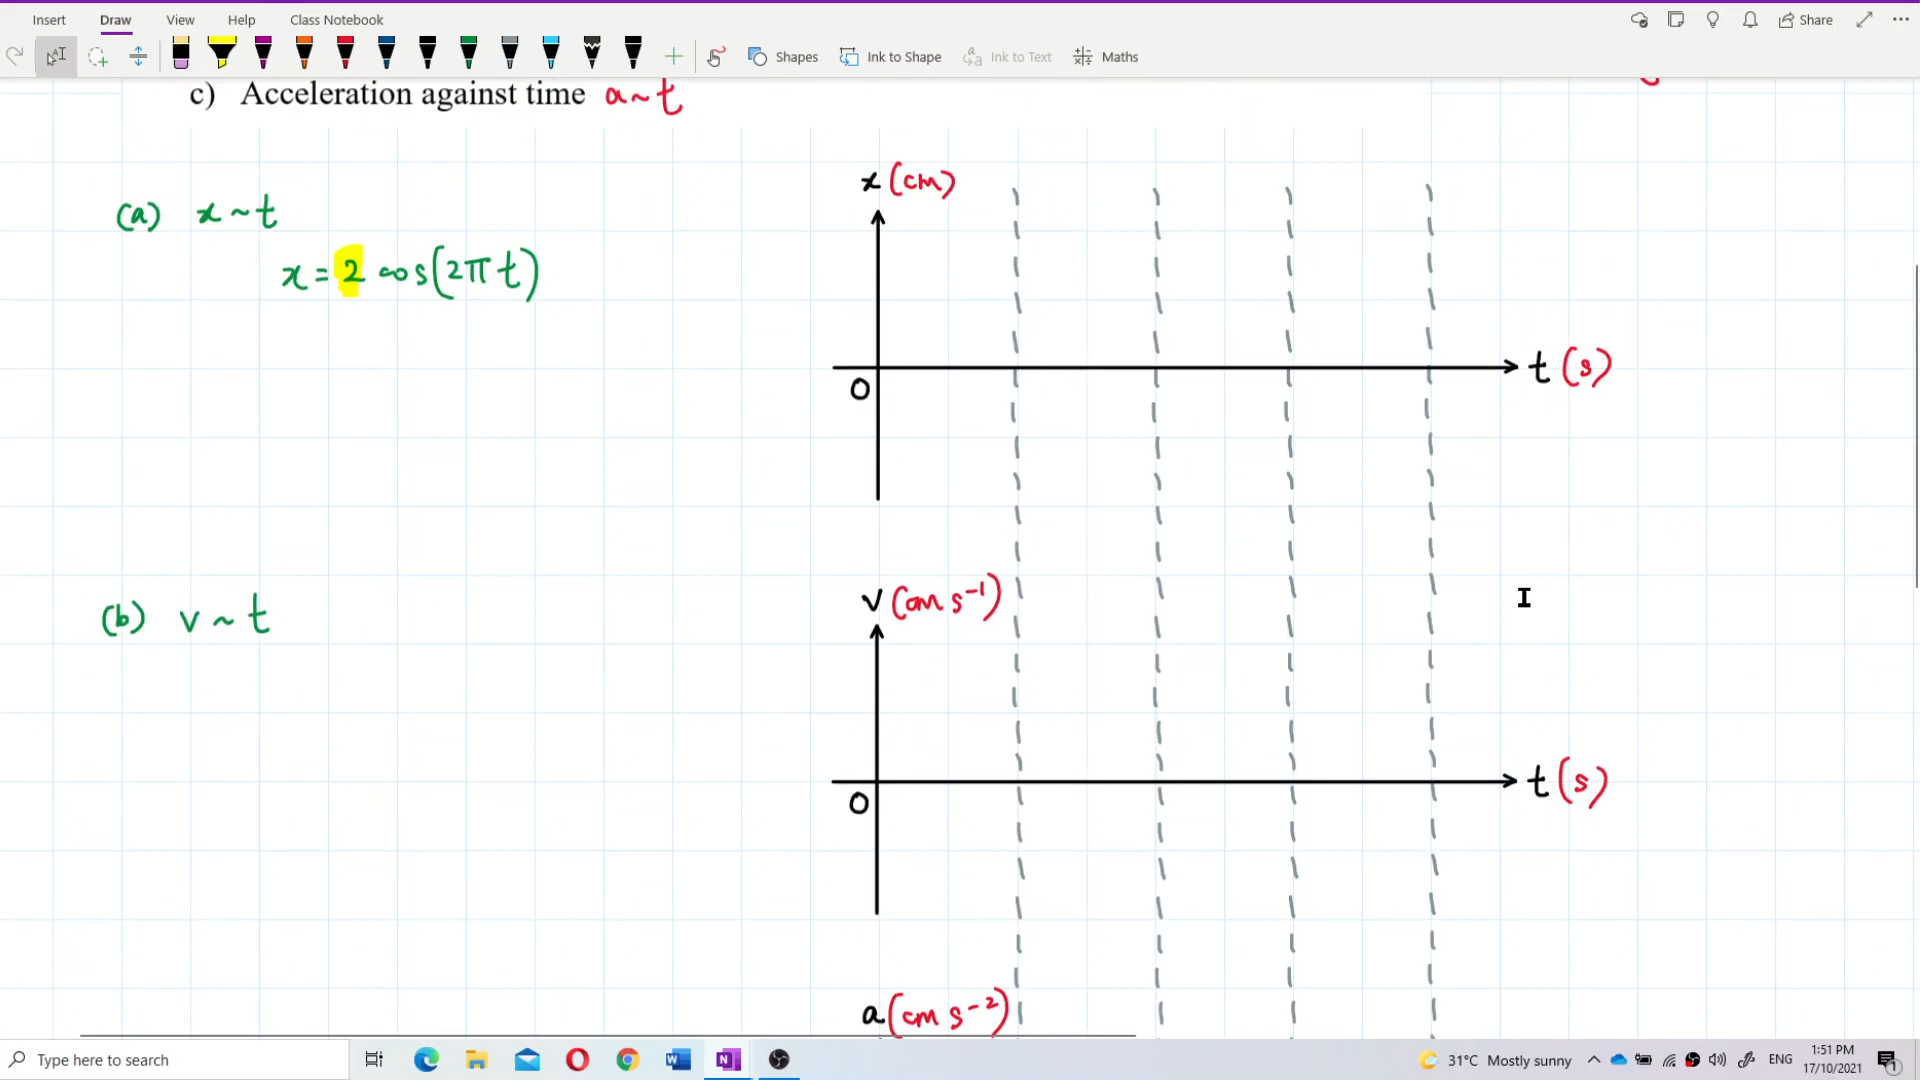 Insert Draw View Help Class Notebook Share
Shapes Ink to Shape Ink to Text Maths
c) Acceleration against time a~t
x (cm)
(a) x ~ t
x = 2 cos(2π t)
t (s)
0
v (cm s⁻¹)
(b) v ~ t
t (s)
0
a (cm s⁻²)
Type here to search
31°C Mostly sunny
ENG
1:51 PM
17/10/2021